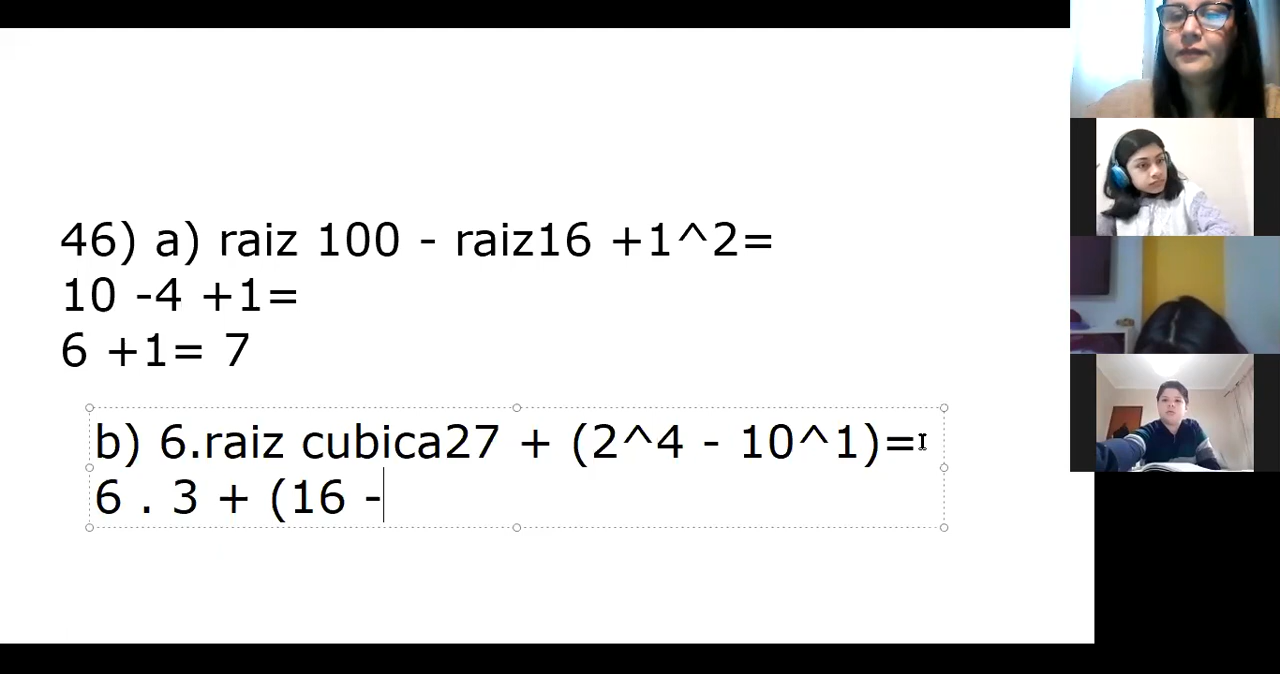 46) a) raiz 100 - raiz16 +1^2=
10 -4 +1=
6 +1= 7
b) 6.raiz cubica27 + (2^4 - 10^1)=
6 . 3 + (16 -